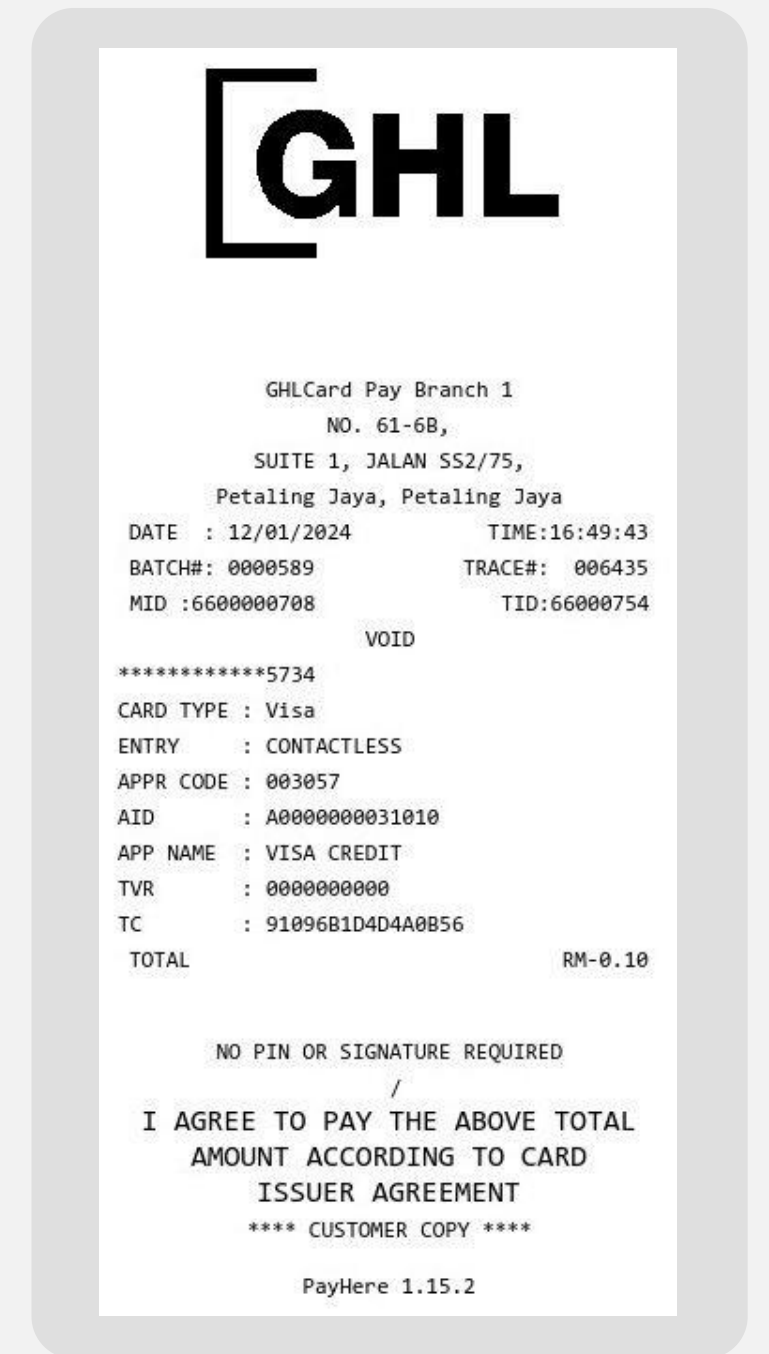 GHL
GHLCard Pay Branch 1
NO. 61-6B,
SUITE 1, JALAN SS2/75,
Petaling Jaya, Petaling Jaya
DATE : 12/01/2024 TIME:16:49:43
BATCH#: 0000589 TRACE#: 006435
MID :6600000708 TID:66000754
VOID
************5734
CARD TYPE : Visa
ENTRY : CONTACTLESS
APPR CODE : 003057
AID : A0000000031010
APP NAME : VISA CREDIT
TVR : 0000000000
TC : 91096B1D4D4A0B56
TOTAL RM-0.10
NO PIN OR SIGNATURE REQUIRED
/
I AGREE TO PAY THE ABOVE TOTAL
AMOUNT ACCORDING TO CARD
ISSUER AGREEMENT
**** CUSTOMER COPY ****
PayHere 1.15.2